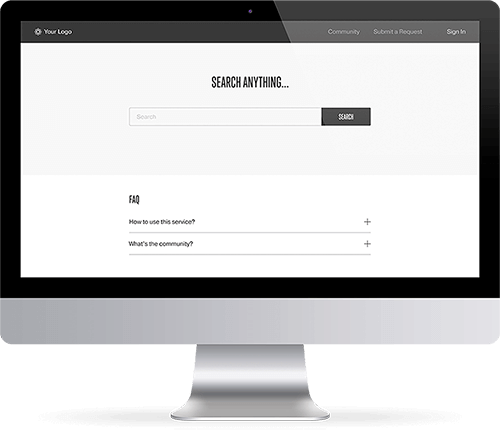 Your Logo
Community
Submit a Request
Sign In
SEARCH ANYTHING...
Search
SEARCH
FAQ
How to use this service?
What's the community?